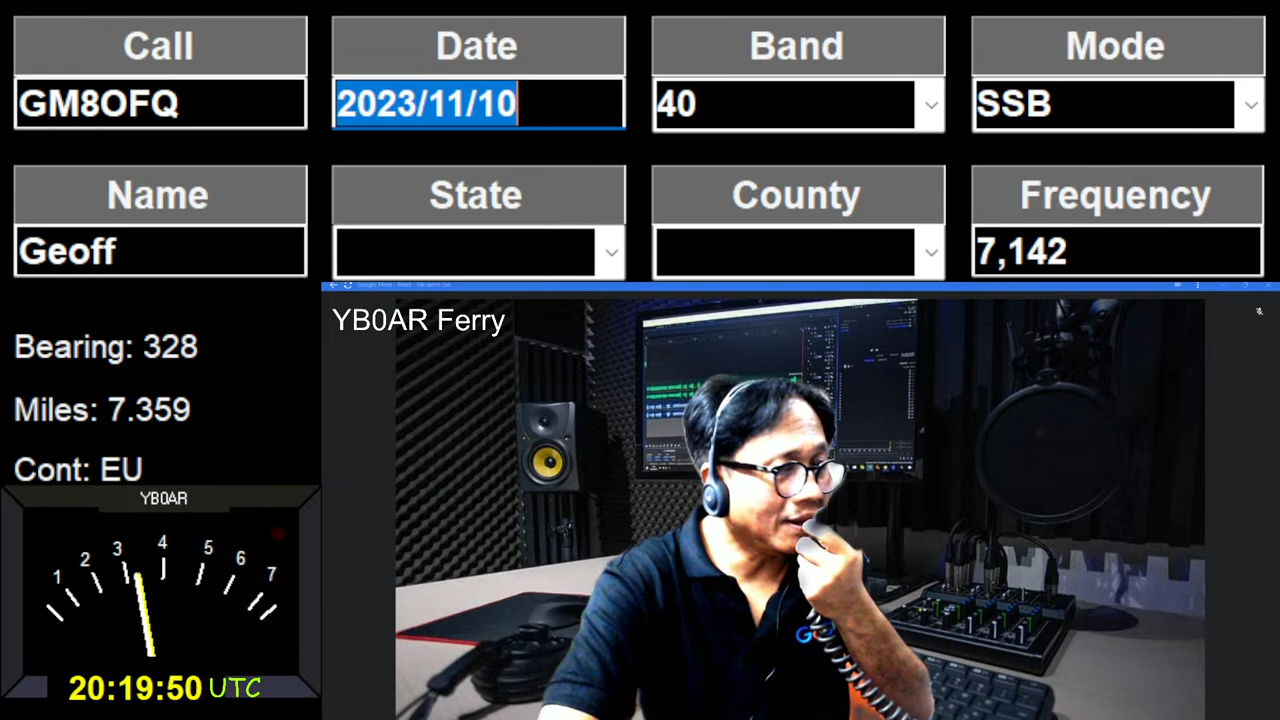 Call Date Band Mode
GM8OFQ 2023/11/10 40 SSB
Name State County Frequency
Geoff 7,142
YB0AR Ferry
Bearing: 328
Miles: 7.359
Cont: EU
YB0AR
1 2 3 4 5 6 7
20:19:50 UTC